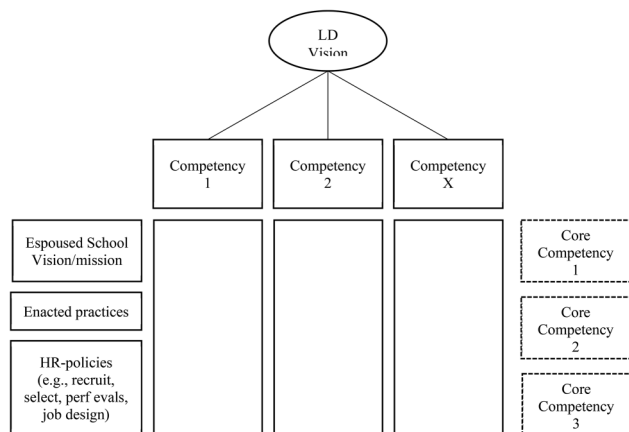 LD
Vision
Competency
1
Competency
2
Competency
X
Espoused School
Vision/mission
Enacted practices
HR-policies
(e.g., recruit,
select, perf evals,
job design)
Core
Competency
1
Core
Competency
2
Core
Competency
3